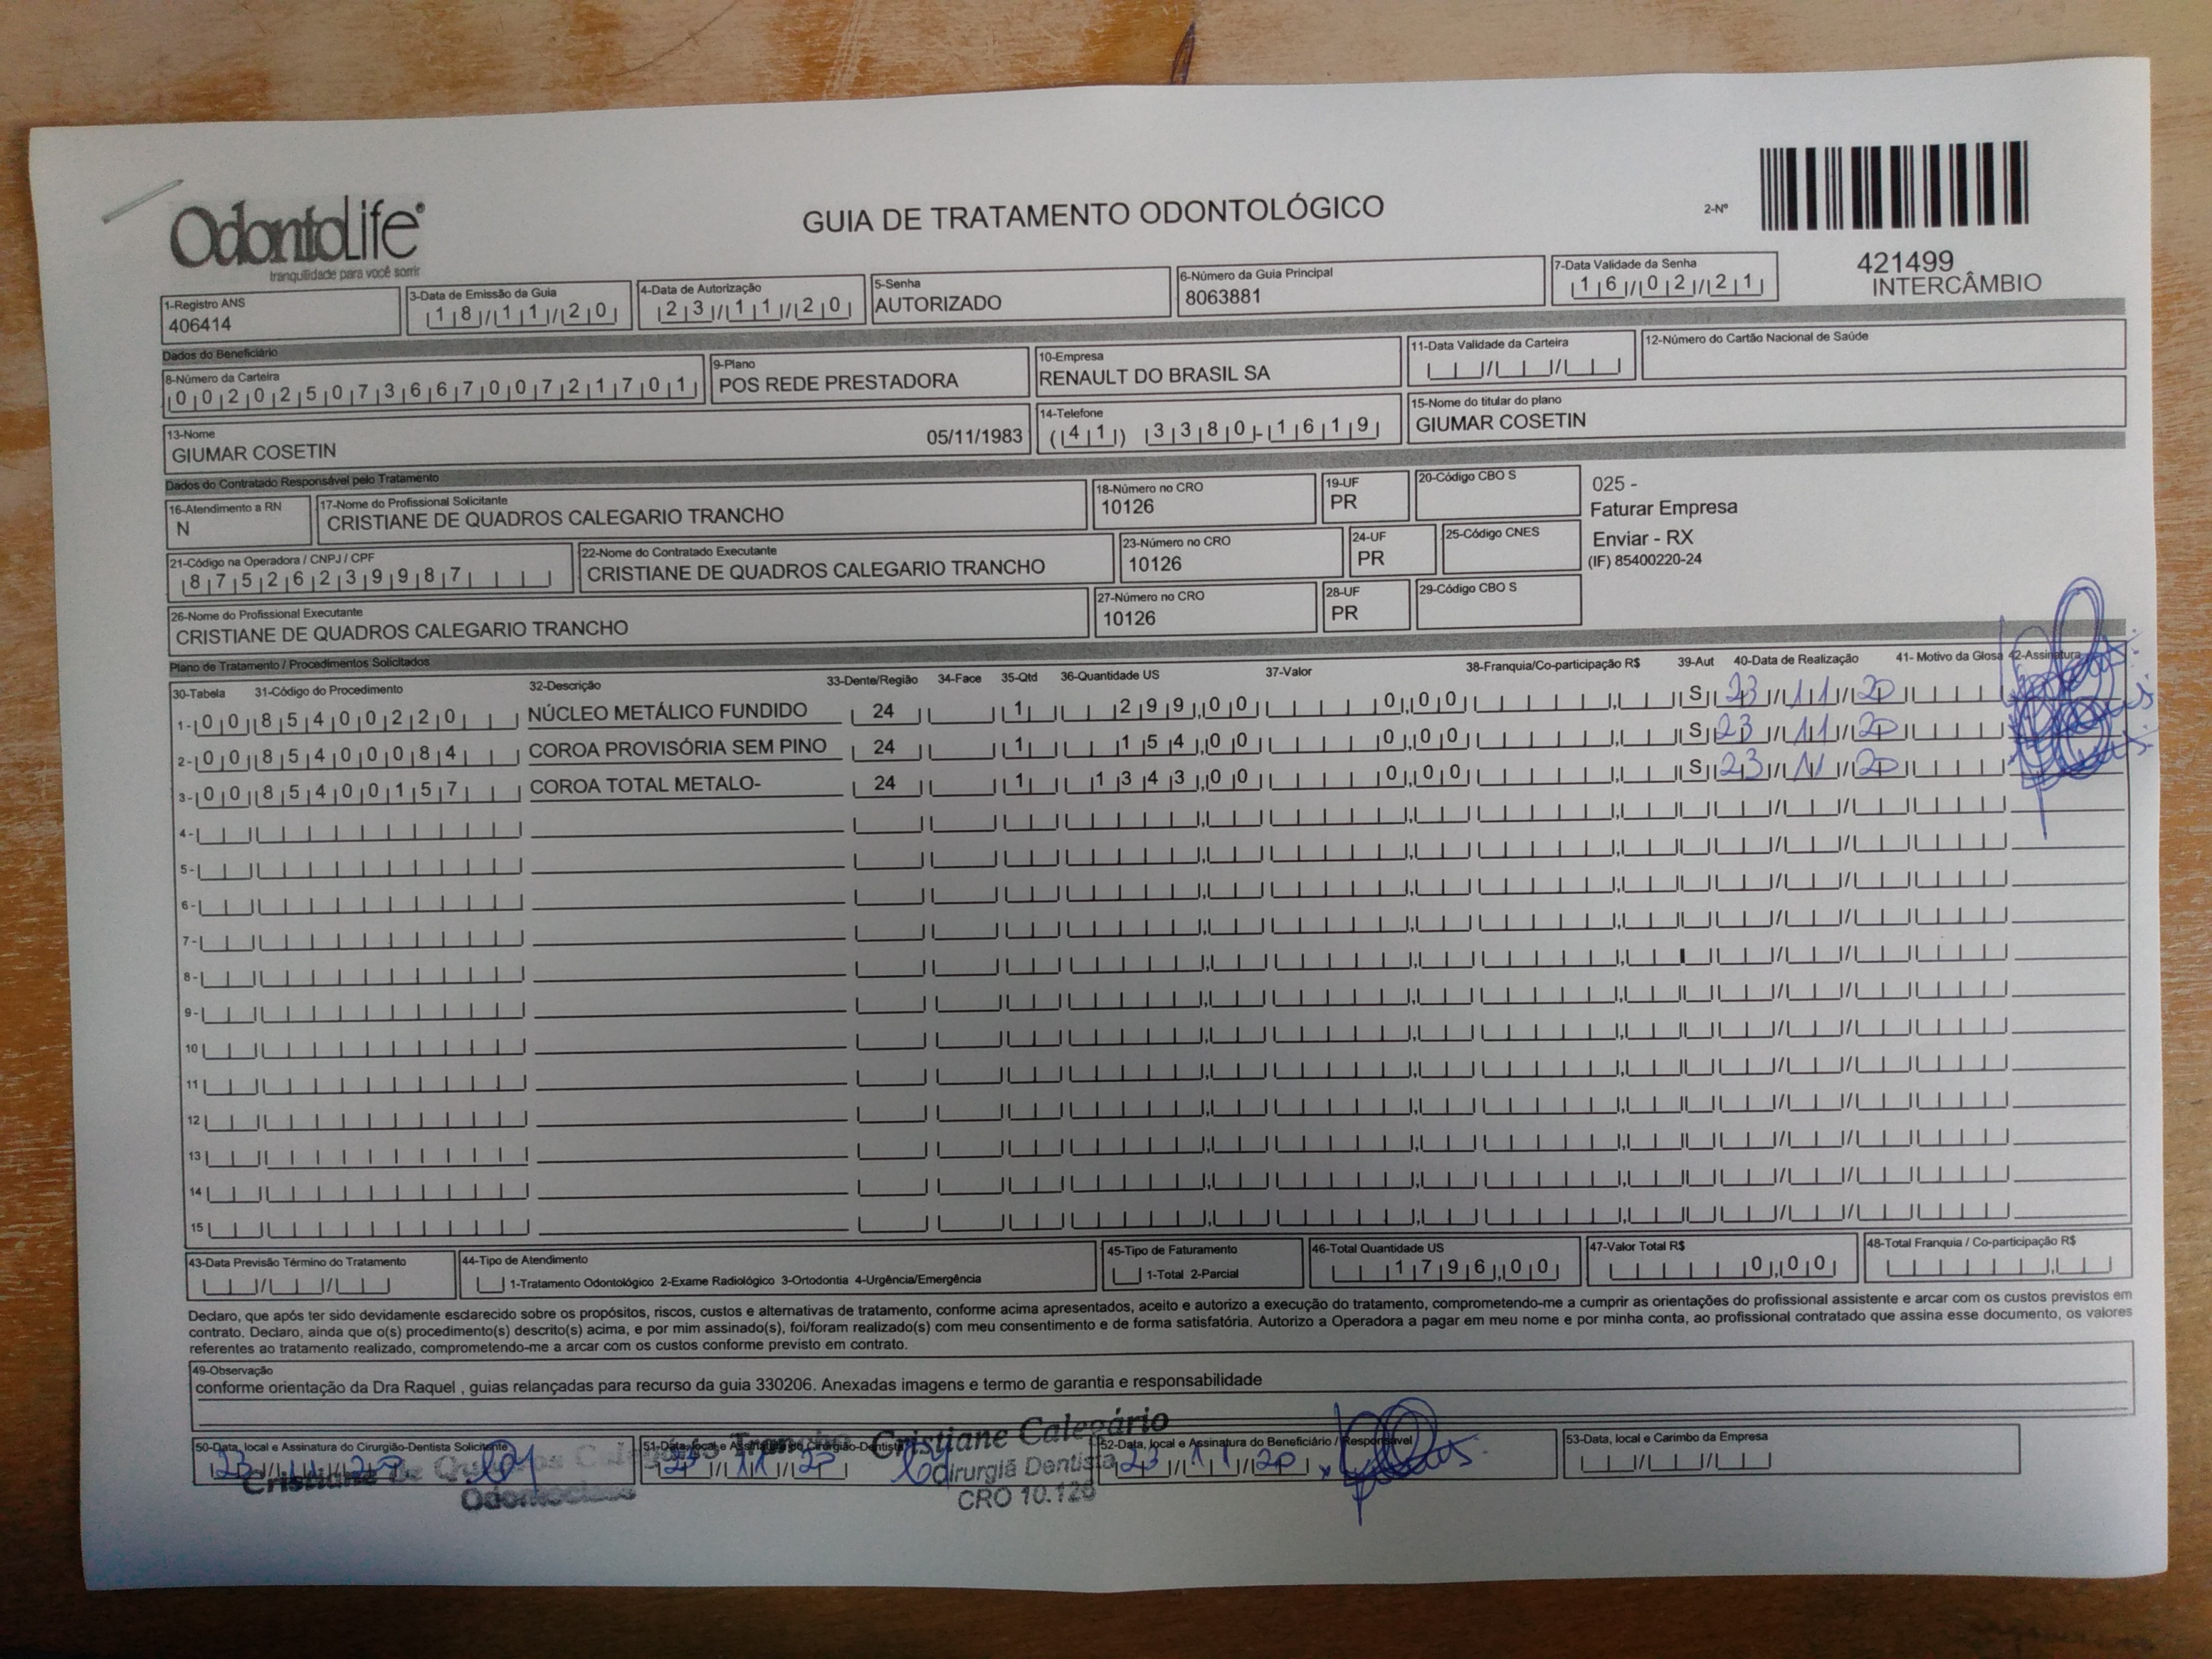 OdontoLife®
tranquilidade para você sorrir
GUIA DE TRATAMENTO ODONTOLÓGICO
2-Nº
421499
INTERCÂMBIO
1-Registro ANS
406414
3-Data de Emissão da Guia
18/11/20
4-Data de Autorização
23/11/20
5-Senha
AUTORIZADO
6-Número da Guia Principal
8063881
7-Data Validade da Senha
16/02/21
Dados do Beneficiário
8-Número da Carteira
00202507366700721701
9-Plano
POS REDE PRESTADORA
10-Empresa
RENAULT DO BRASIL SA
11-Data Validade da Carteira
12-Número do Cartão Nacional de Saúde
13-Nome
GIUMAR COSETIN 05/11/1983
14-Telefone
(41) 3380-1619
15-Nome do titular do plano
GIUMAR COSETIN
Dados do Contratado Responsável pelo Tratamento
16-Atendimento a RN
N
17-Nome do Profissional Solicitante
CRISTIANE DE QUADROS CALEGARIO TRANCHO
18-Número no CRO
10126
19-UF
PR
20-Código CBO S
025 -
Faturar Empresa
Enviar - RX
(IF) 85400220-24
21-Código na Operadora / CNPJ / CPF
87526239987
22-Nome do Contratado Executante
CRISTIANE DE QUADROS CALEGARIO TRANCHO
23-Número no CRO
10126
24-UF
PR
25-Código CNES
26-Nome do Profissional Executante
CRISTIANE DE QUADROS CALEGARIO TRANCHO
27-Número no CRO
10126
28-UF
PR
29-Código CBO S
Plano de Tratamento / Procedimentos Solicitados
30-Tabela 31-Código do Procedimento 32-Descrição 33-Dente/Região 34-Face 35-Qtd 36-Quantidade US 37-Valor 38-Franquia/Co-participação R$ 39-Aut 40-Data de Realização 41- Motivo da Glosa 42-Assinatura
1- 00 85400220 NÚCLEO METÁLICO FUNDIDO 24 1 299,00 0,00 S 23/11/20
2- 00 85400084 COROA PROVISÓRIA SEM PINO 24 1 154,00 0,00 S 23/11/20
3- 00 85400157 COROA TOTAL METALO- 24 1 1343,00 0,00 S 23/11/20
4-
5-
6-
7-
8-
9-
10
11
12
13
14
15
43-Data Previsão Término do Tratamento
44-Tipo de Atendimento
1-Tratamento Odontológico 2-Exame Radiológico 3-Ortodontia 4-Urgência/Emergência
45-Tipo de Faturamento
1-Total 2-Parcial
46-Total Quantidade US
1796,00
47-Valor Total R$
0,00
48-Total Franquia / Co-participação R$
Declaro, que após ter sido devidamente esclarecido sobre os propósitos, riscos, custos e alternativas de tratamento, conforme acima apresentados, aceito e autorizo a execução do tratamento, comprometendo-me a cumprir as orientações do profissional assistente e arcar com os custos previstos em
contrato. Declaro, ainda que o(s) procedimento(s) descrito(s) acima, e por mim assinado(s), foi/foram realizado(s) com meu consentimento e de forma satisfatória. Autorizo a Operadora a pagar em meu nome e por minha conta, ao profissional contratado que assina esse documento, os valores
referentes ao tratamento realizado, comprometendo-me a arcar com os custos conforme previsto em contrato.
49-Observação
conforme orientação da Dra Raquel , guias relançadas para recurso da guia 330206. Anexadas imagens e termo de garantia e responsabilidade
50-Data, local e Assinatura do Cirurgião-Dentista Solicitante
23/11/20
51-Data, local e Assinatura do Cirurgião-Dentista
23/11/20
Cristiane Calegário
Cirurgiã Dentista
CRO 10.126
52-Data, local e Assinatura do Beneficiário / Responsável
23/11/20
53-Data, local e Carimbo da Empresa